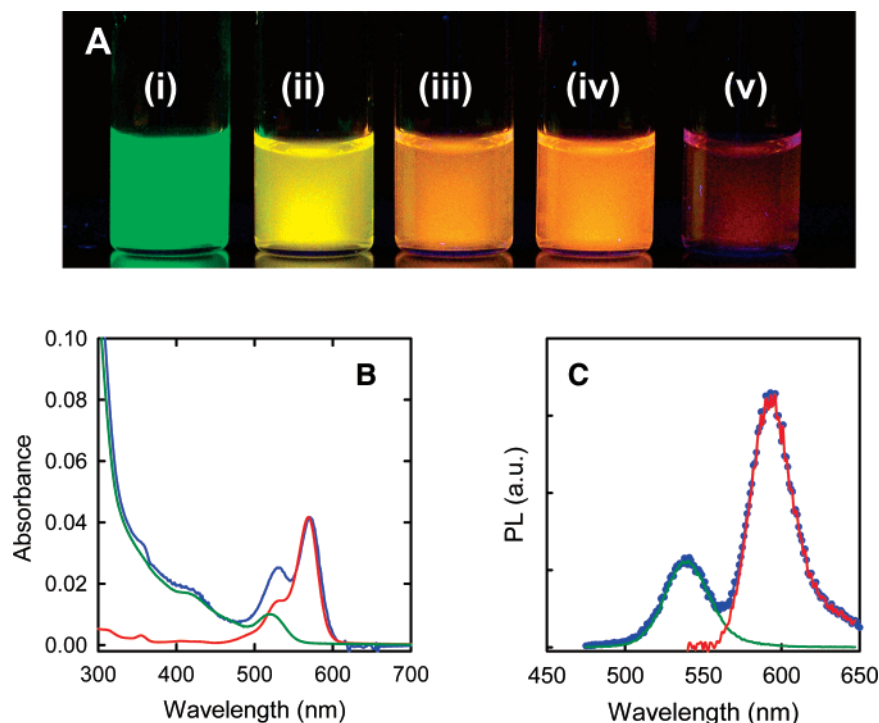 A
(i) (ii) (iii) (iv) (v)
B
0.10
0.08
0.06
0.04
0.02
0.00
Absorbance
300 400 500 600 700
Wavelength (nm)
C
PL (a.u.)
450 500 550 600 650
Wavelength (nm)